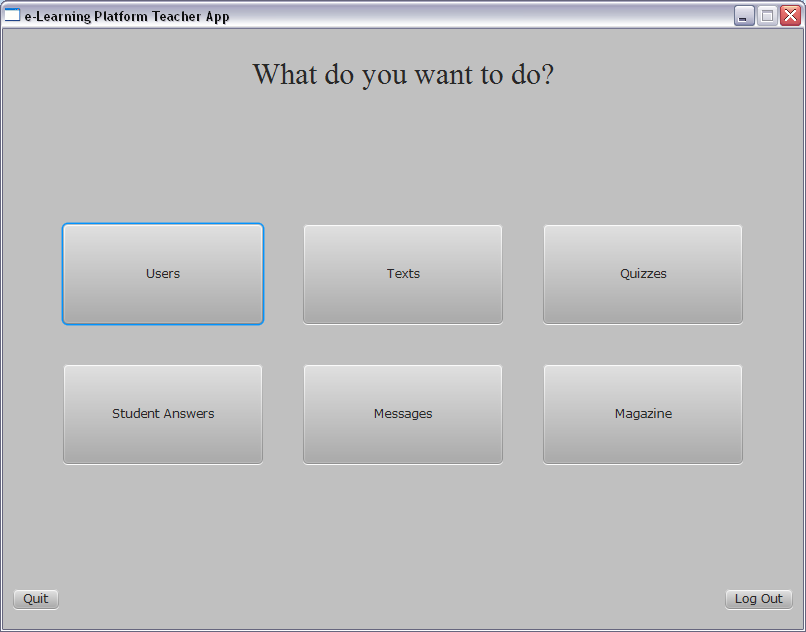 e-Learning Platform Teacher App
What do you want to do?
Users
Texts
Quizzes
Student Answers
Messages
Magazine
Quit
Log Out